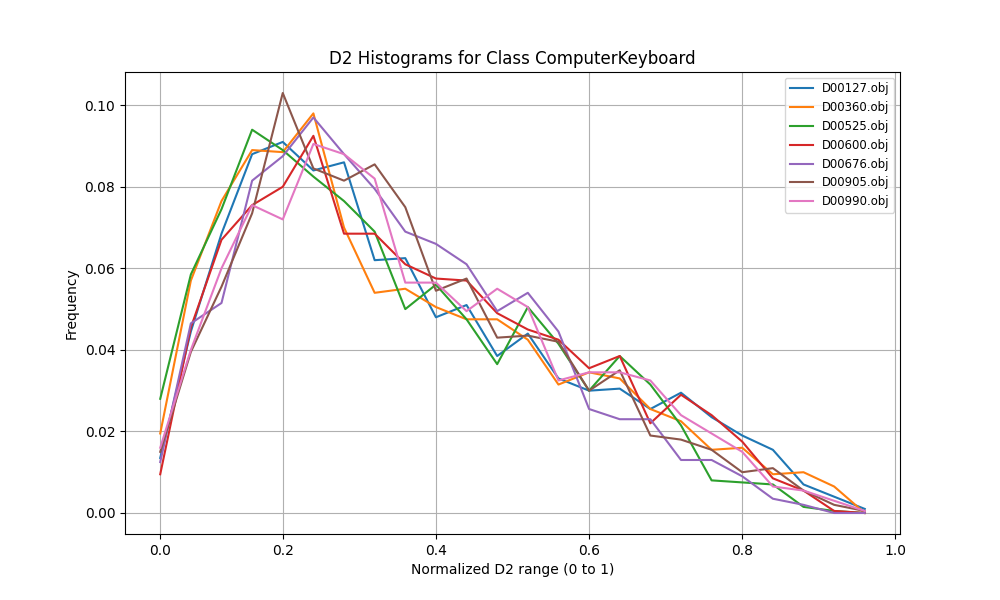 D2 Histograms for Class ComputerKeyboard
D00127.obj
D00360.obj
D00525.obj
D00600.obj
D00676.obj
D00905.obj
D00990.obj
Frequency
0.10
0.08
0.06
0.04
0.02
0.00
0.0 0.2 0.4 0.6 0.8 1.0
Normalized D2 range (0 to 1)